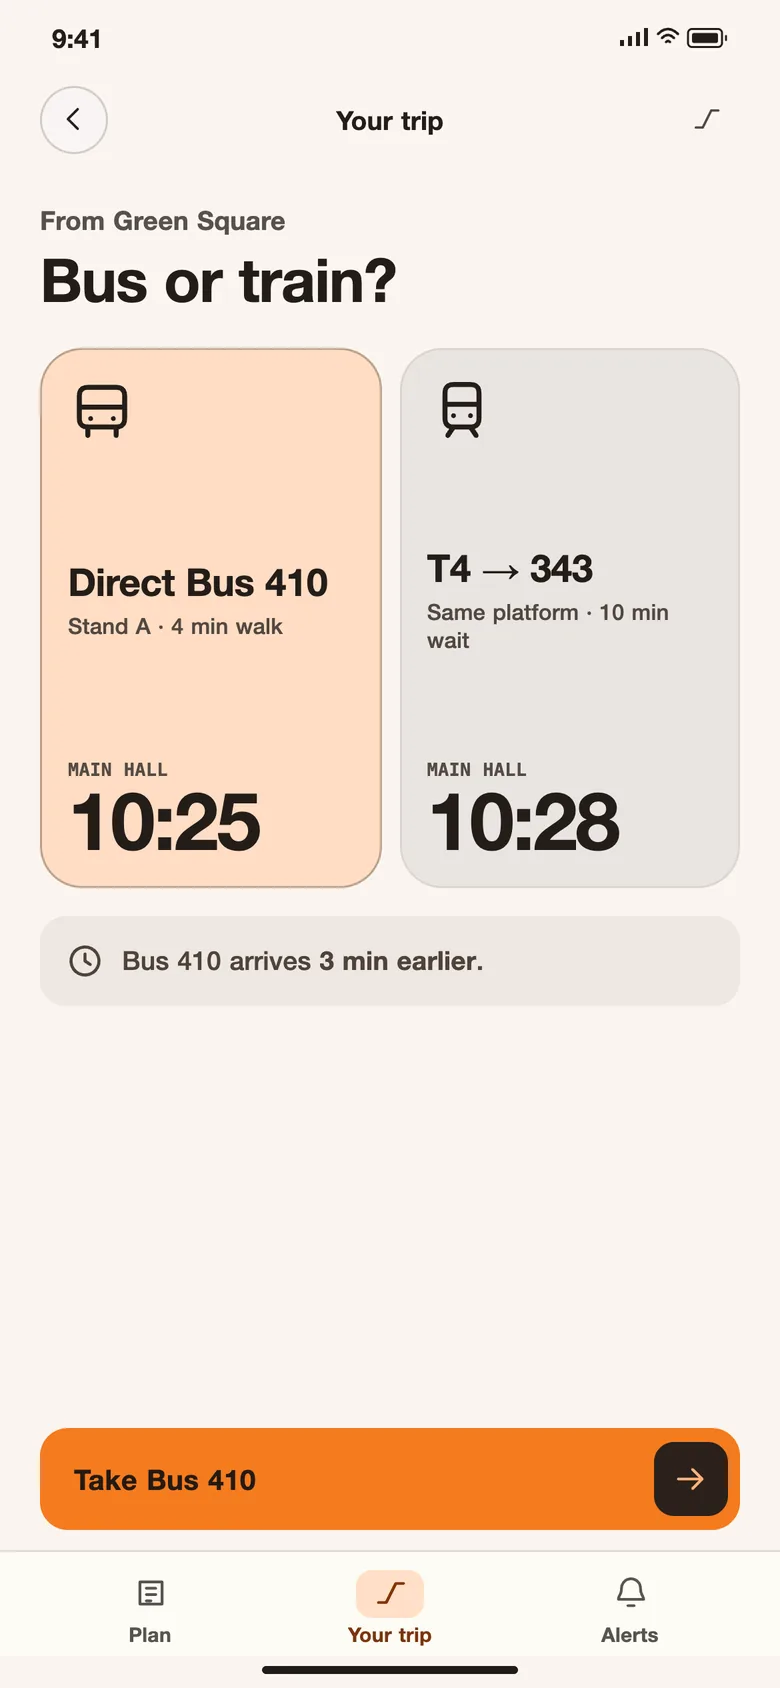 9:41
Your trip
From Green Square
Bus or train?
Direct Bus 410
Stand A · 4 min walk
MAIN HALL
10:25
T4 → 343
Same platform · 10 min
wait
MAIN HALL
10:28
Bus 410 arrives 3 min earlier.
Take Bus 410
Plan
Your trip
Alerts